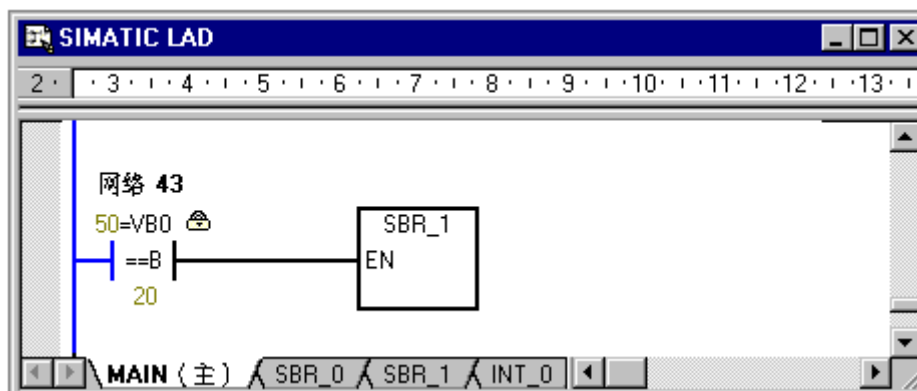 SIMATIC LAD
2 · · 3 · ı · 4 · ı · 5 · ı · 6 · ı · 7 · ı · 8 · ı · 9 · ı · 10 · ı · 11 · ı · 12 · ı · 13 · ı
网络 43
50=VB0
SBR_1
==B
EN
20
MAIN（主） SBR_0 SBR_1 INT_0